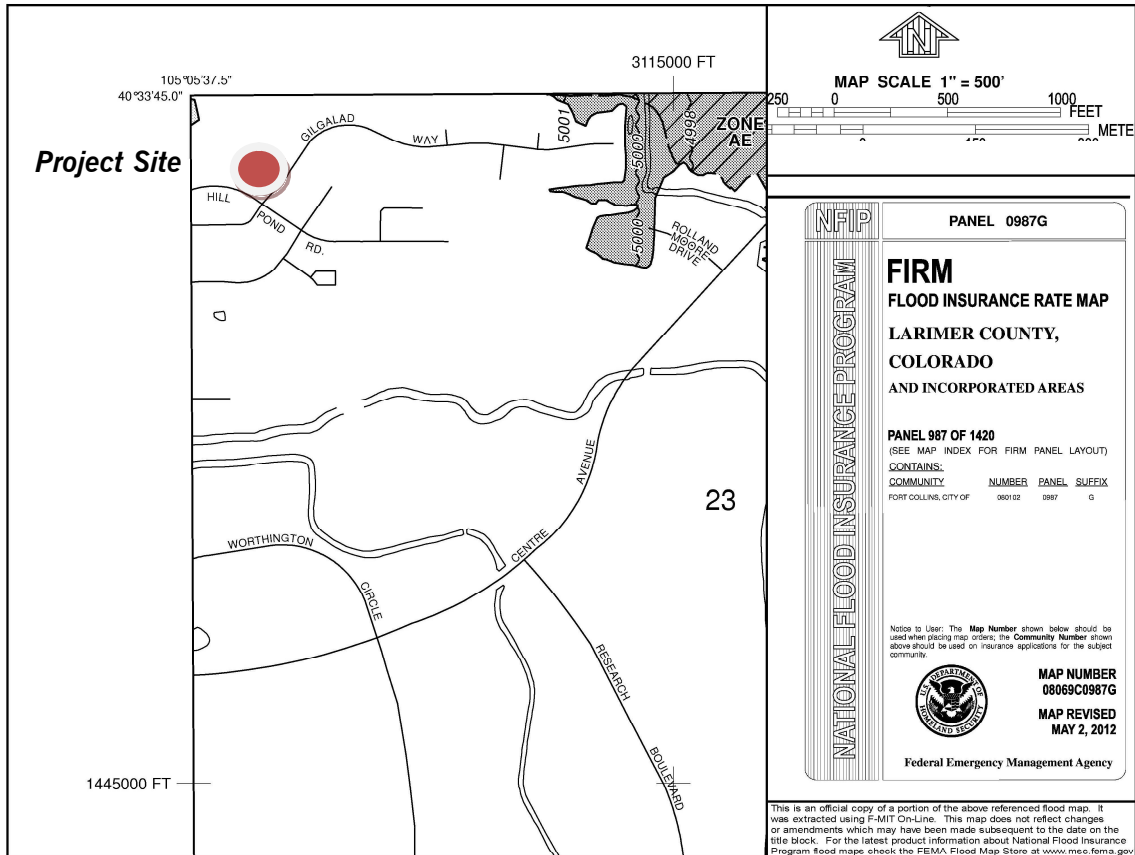 3115000 FT
105°05'37.5"
40°33'45.0"
Project Site
GILGALAD
WAY
5001
5000
4998
ZONE
AE
HILL
POND
RD.
5000
ROLLAND
MOORE
DRIVE
AVENUE
23
WORTHINGTON
CENTRE
CIRCLE
RESEARCH
BOULEVARD
1445000 FT
N
MAP SCALE 1" = 500'
250 0 500 1000
FEET
METE
NFIP
PANEL 0987G
NATIONAL FLOOD INSURANCE PROGRAM
FIRM
FLOOD INSURANCE RATE MAP
LARIMER COUNTY,
COLORADO
AND INCORPORATED AREAS
PANEL 987 OF 1420
(SEE MAP INDEX FOR FIRM PANEL LAYOUT)
CONTAINS:
COMMUNITY NUMBER PANEL SUFFIX
FORT COLLINS, CITY OF 080102 0987 G
Notice to User: The Map Number shown below should be
used when placing map orders; the Community Number shown
above should be used on insurance applications for the subject
community.
U.S. DEPARTMENT OF
HOMELAND SECURITY
MAP NUMBER
08069C0987G
MAP REVISED
MAY 2, 2012
Federal Emergency Management Agency
This is an official copy of a portion of the above referenced flood map. It
was extracted using F-MIT On-Line. This map does not reflect changes
or amendments which may have been made subsequent to the date on the
title block. For the latest product information about National Flood Insurance
Program flood maps check the FEMA Flood Map Store at www.msc.fema.gov